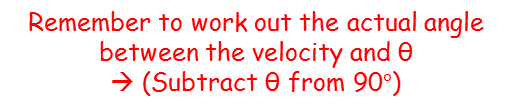 Remember to work out the actual angle
between the velocity and θ
→ (Subtract θ from 90°)